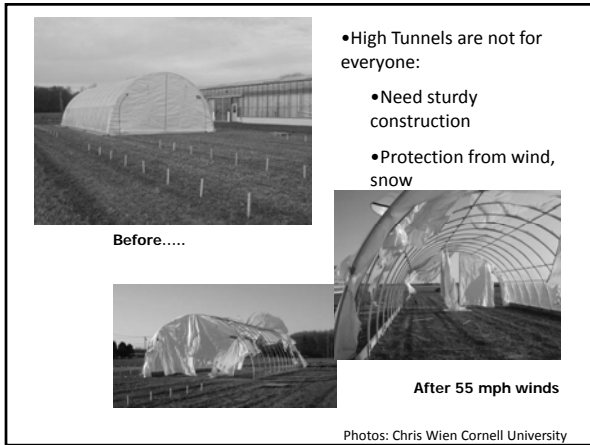 •High Tunnels are not for
everyone:
•Need sturdy
construction
•Protection from wind,
snow
Before.....
After 55 mph winds
Photos: Chris Wien Cornell University